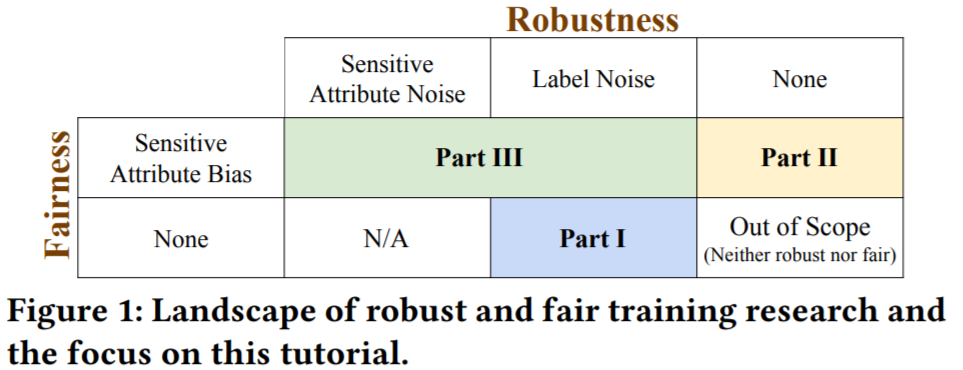 Robustness
Sensitive
Attribute Noise
Label Noise
None
Fairness
Sensitive
Attribute Bias
Part III
Part II
None
N/A
Part I
Out of Scope
(Neither robust nor fair)
Figure 1: Landscape of robust and fair training research and
the focus on this tutorial.